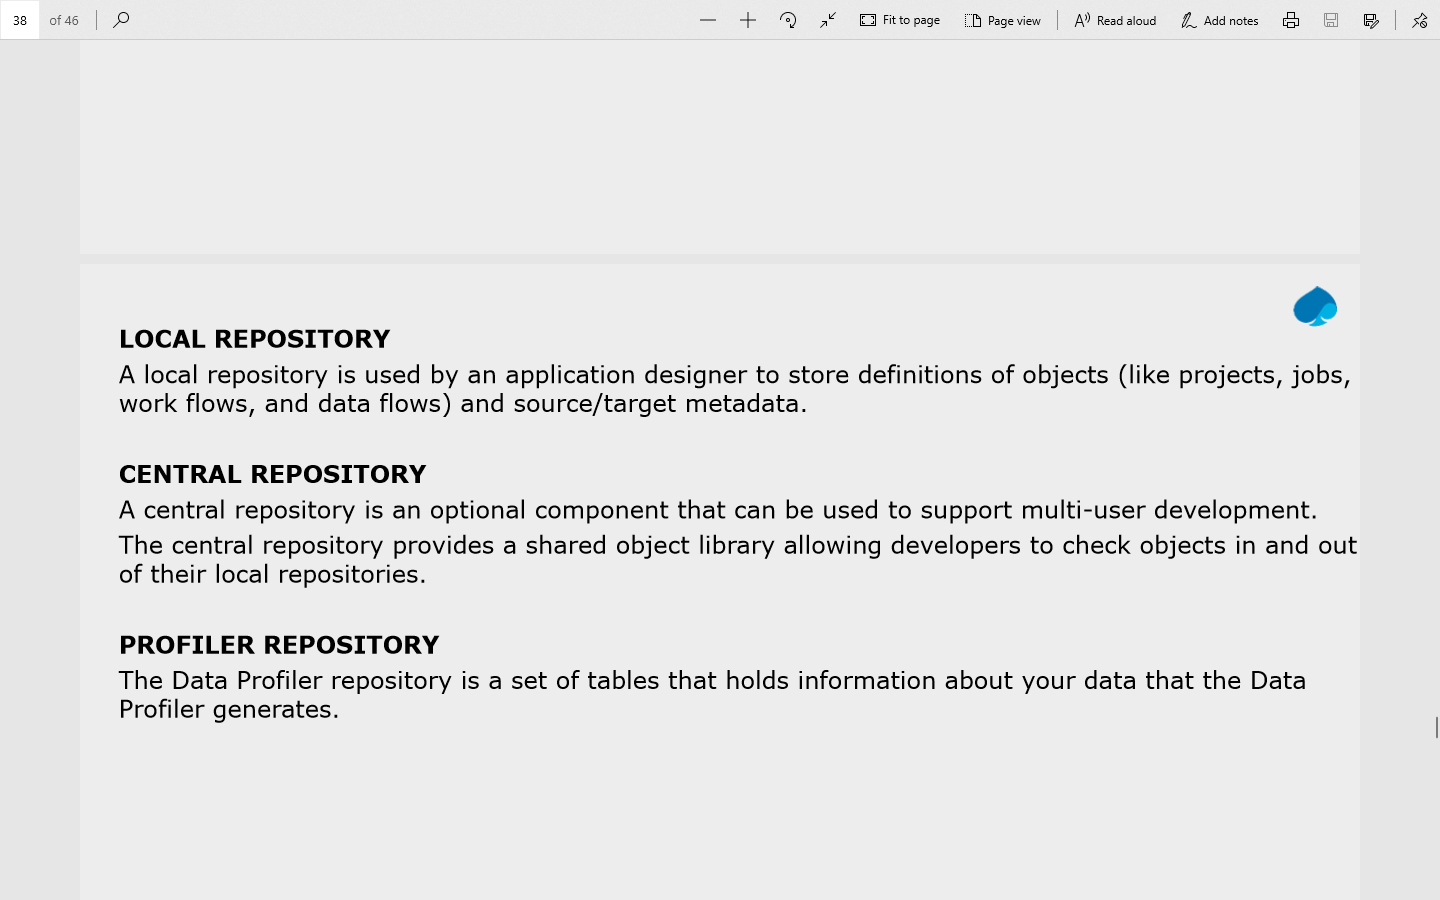 38 of 46 Fit to page Page view Read aloud Add notes
LOCAL REPOSITORY
A local repository is used by an application designer to store definitions of objects (like projects, jobs,
work flows, and data flows) and source/target metadata.
CENTRAL REPOSITORY
A central repository is an optional component that can be used to support multi-user development.
The central repository provides a shared object library allowing developers to check objects in and out
of their local repositories.
PROFILER REPOSITORY
The Data Profiler repository is a set of tables that holds information about your data that the Data
Profiler generates.